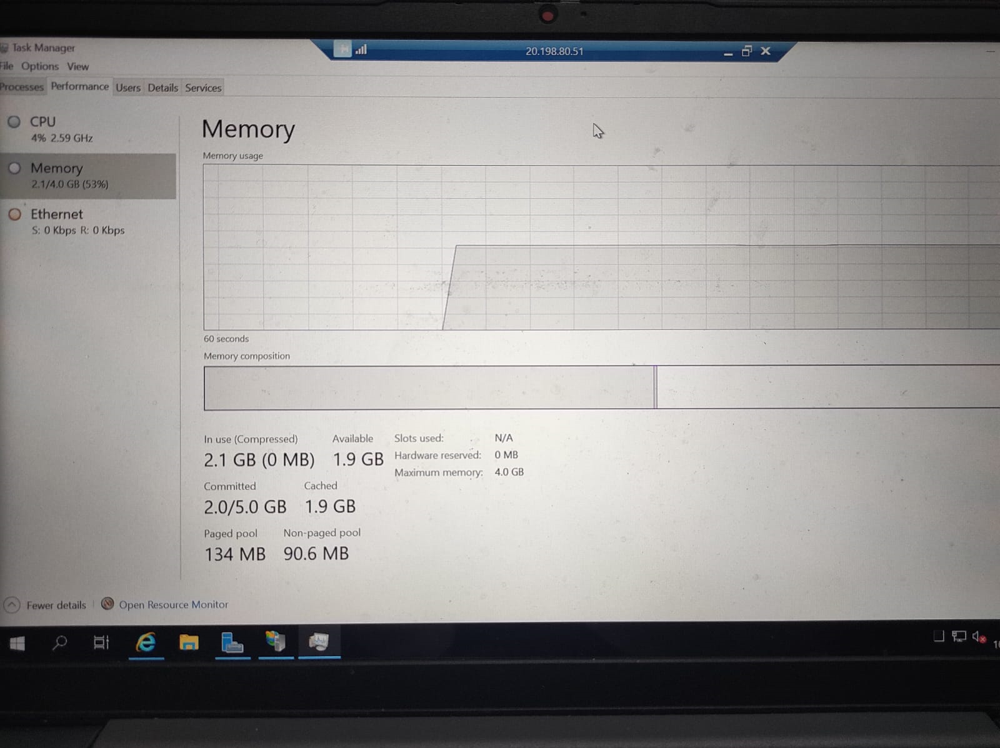 Task Manager
20.198.80.51
File Options View
Processes Performance Users Details Services
CPU
4% 2.59 GHz
Memory
2.1/4.0 GB (53%)
Ethernet
S: 0 Kbps R: 0 Kbps
Memory
Memory usage
60 seconds
Memory composition
In use (Compressed)
2.1 GB (0 MB)
Available
1.9 GB
Slots used: N/A
Hardware reserved: 0 MB
Maximum memory: 4.0 GB
Committed
2.0/5.0 GB
Cached
1.9 GB
Paged pool
134 MB
Non-paged pool
90.6 MB
Fewer details
Open Resource Monitor